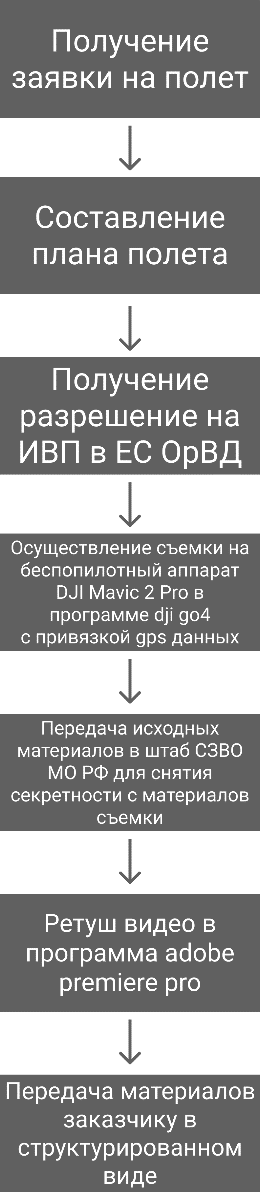 Получение
заявки на полет
Составление
плана полета
Получение
разрешение на
ИВП в ЕС ОрВД
Осуществление съемки на
беспилотный аппарат
DJI Mavic 2 Pro в
программе dji go4
с привязкой gps данных
Передача исходных
материалов в штаб СЗВО
МО РФ для снятия
секретности с материалов
съемки
Ретуш видео в
программа adobe
premiere pro
Передача материалов
заказчику в
структурированном
виде